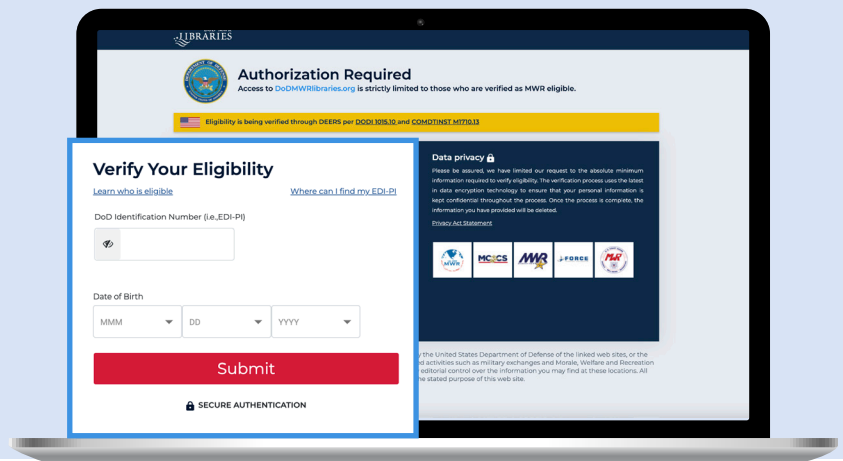 LIBRARIES
Authorization Required
Access to DoDMWRlibraries.org is strictly limited to those who are verified as MWR eligible.
Eligibility is being verified through DEERS per DODI 1015.10 and COMDTINST M1710.13
Verify Your Eligibility
Learn who is eligible
Where can I find my EDI-PI
DoD Identification Number (i.e.,EDI-PI)
Date of Birth
MMM
DD
YYYY
Submit
SECURE AUTHENTICATION
Data privacy
Please be assured, we have limited our request to the absolute minimum
information required to verify eligibility. The verification process uses the latest
in data encryption technology to ensure that your personal information is
kept confidential throughout the process. Once the process is complete, the
information you have provided will be deleted.
Privacy Act Statement
MWR
MCCS
MWR
FORCE
MWR
y the United States Department of Defense of the linked web sites, or the
ed activities such as military exchanges and Morale, Welfare and Recreation
editorial control over the information you may find at these locations. All
he stated purpose of this web site.